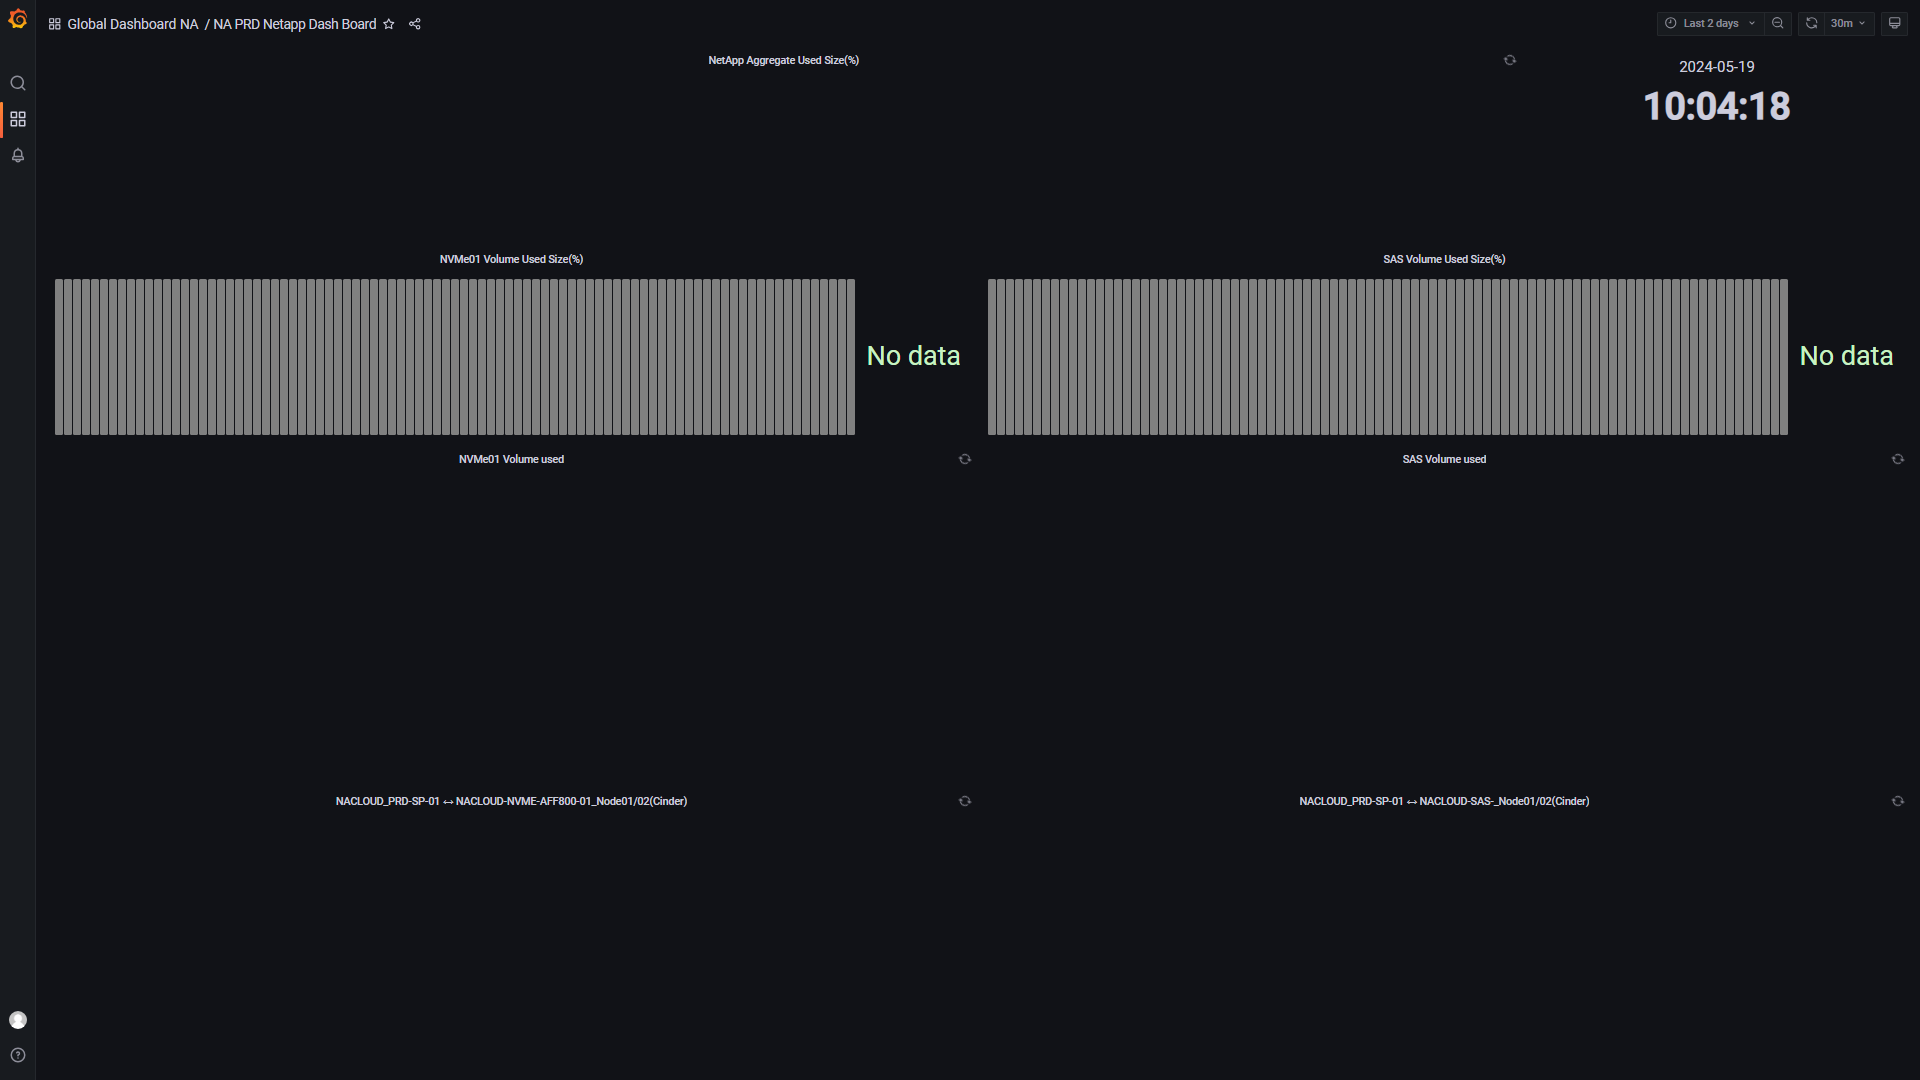 Global Dashboard NA / NA PRD Netapp Dash Board
Last 2 days
30m
NetApp Aggregate Used Size(%)
2024-05-19
10:04:18
NVMe01 Volume Used Size(%)
SAS Volume Used Size(%)
No data
No data
NVMe01 Volume used
SAS Volume used
NACLOUD_PRD-SP-01 ↔ NACLOUD-NVME-AFF800-01_Node01/02(Cinder)
NACLOUD_PRD-SP-01 ↔ NACLOUD-SAS-_Node01/02(Cinder)